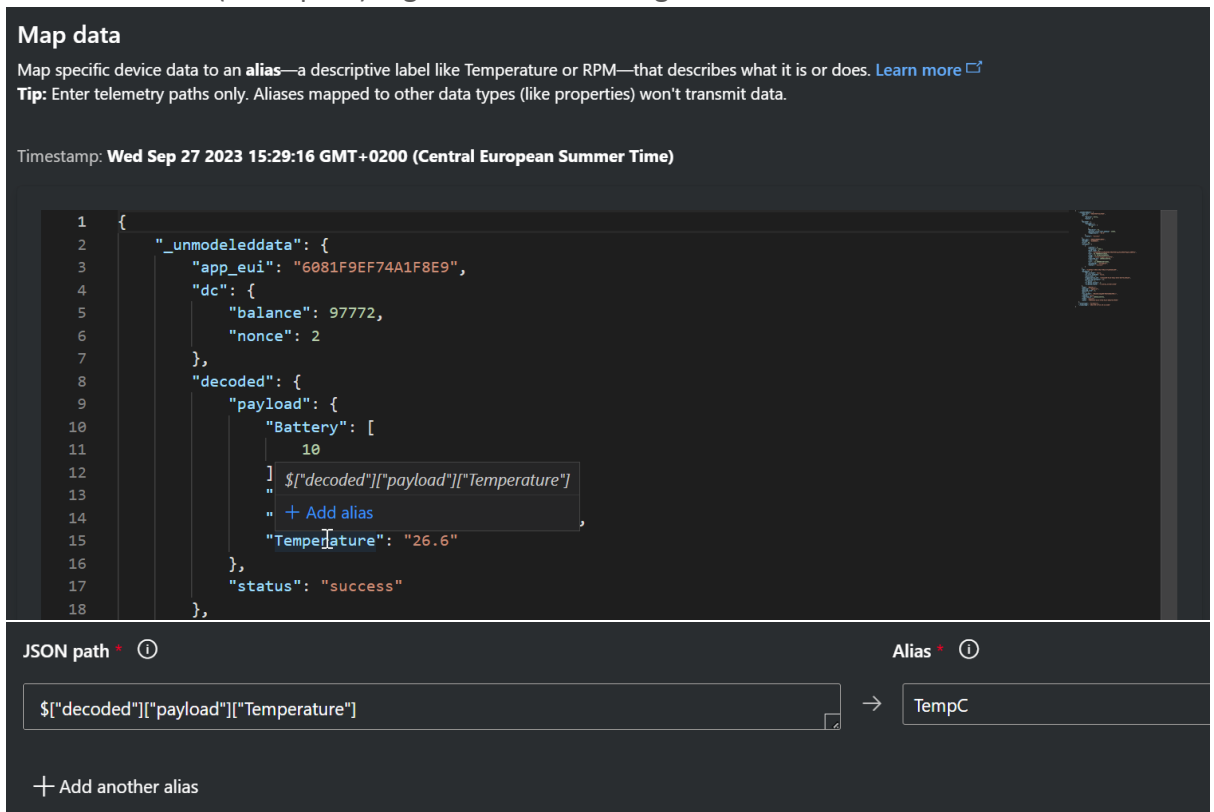 Map data
Map specific device data to an alias—a descriptive label like Temperature or RPM—that describes what it is or does. Learn more
Tip: Enter telemetry paths only. Aliases mapped to other data types (like properties) won't transmit data.
Timestamp: Wed Sep 27 2023 15:29:16 GMT+0200 (Central European Summer Time)
1 {
2 "_unmodeleddata": {
3 "app_eui": "6081F9EF74A1F8E9",
4 "dc": {
5 "balance": 97772,
6 "nonce": 2
7 },
8 "decoded": {
9 "payload": {
10 "Battery": [
11 10
12 ]
$["decoded"]["payload"]["Temperature"]
13 "
14 " ,
+ Add alias
15 "Temperature": "26.6"
16 },
17 "status": "success"
18 },
JSON path *
Alias *
$["decoded"]["payload"]["Temperature"] → TempC
+ Add another alias